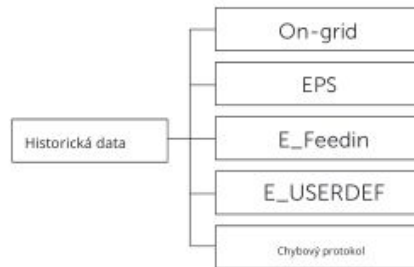 On-grid
EPS
Historická data
E_Feedin
E_USERDEF
Chybový protokol